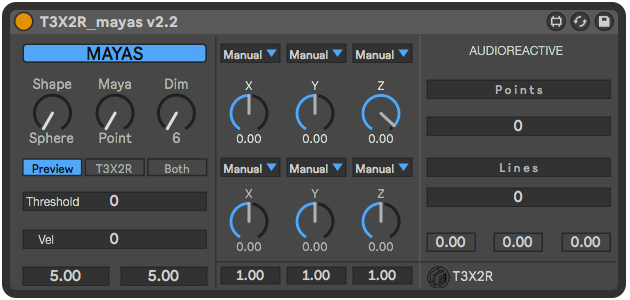 T3X2R_mayas v2.2
MAYAS
Shape Maya Dim
Sphere Point 6
Preview T3X2R Both
Threshold 0
Vel 0
5.00 5.00
Manual Manual Manual
X Y Z
0.00 0.00 0.00
Manual Manual Manual
X Y Z
0.00 0.00 0.00
1.00 1.00 1.00
AUDIOREACTIVE
Points
0
Lines
0
0.00 0.00 0.00
T3X2R